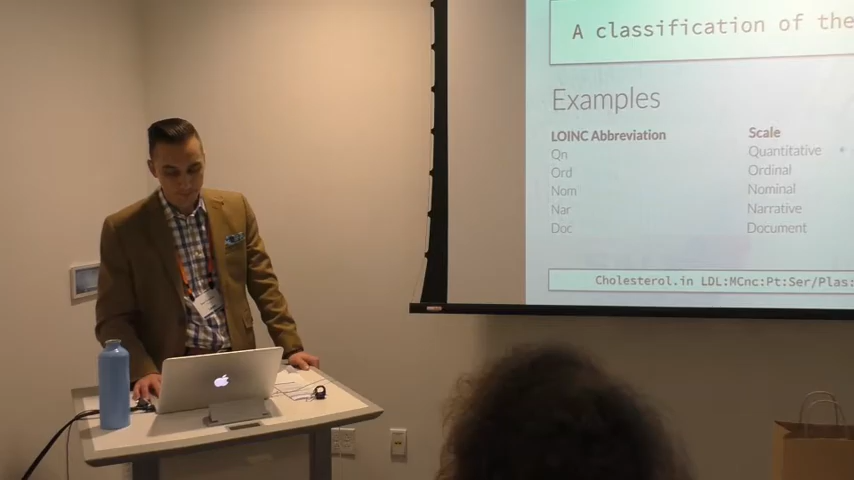 A classification of the
Examples
LOINC Abbreviation Scale
Qn Quantitative
Ord Ordinal
Nom Nominal
Nar Narrative
Doc Document
Cholesterol.in LDL:MCnc:Pt:Ser/Plas: